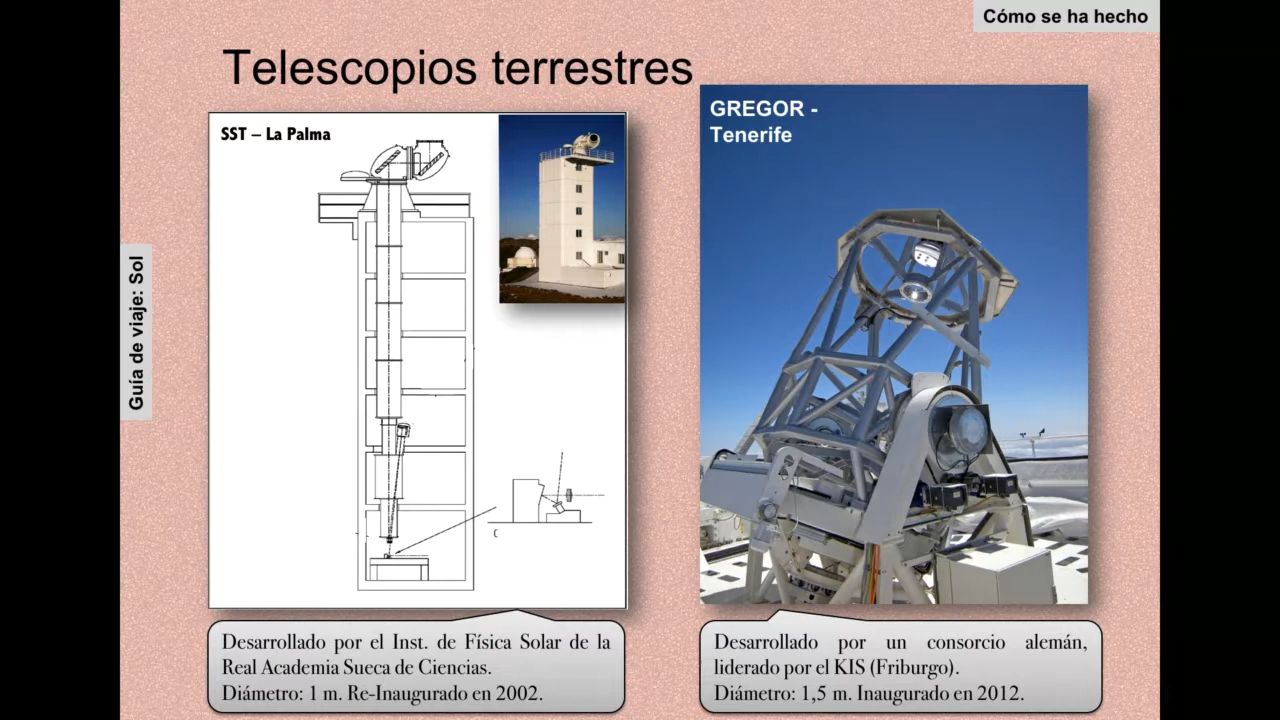 Cómo se ha hecho
Telescopios terrestres
Guía de viaje: Sol
SST – La Palma
C
GREGOR -
Tenerife
Desarrollado por el Inst. de Física Solar de la
Real Academia Sueca de Ciencias.
Diámetro: 1 m. Re-Inaugurado en 2002.
Desarrollado por un consorcio alemán,
liderado por el KIS (Friburgo).
Diámetro: 1,5 m. Inaugurado en 2012.